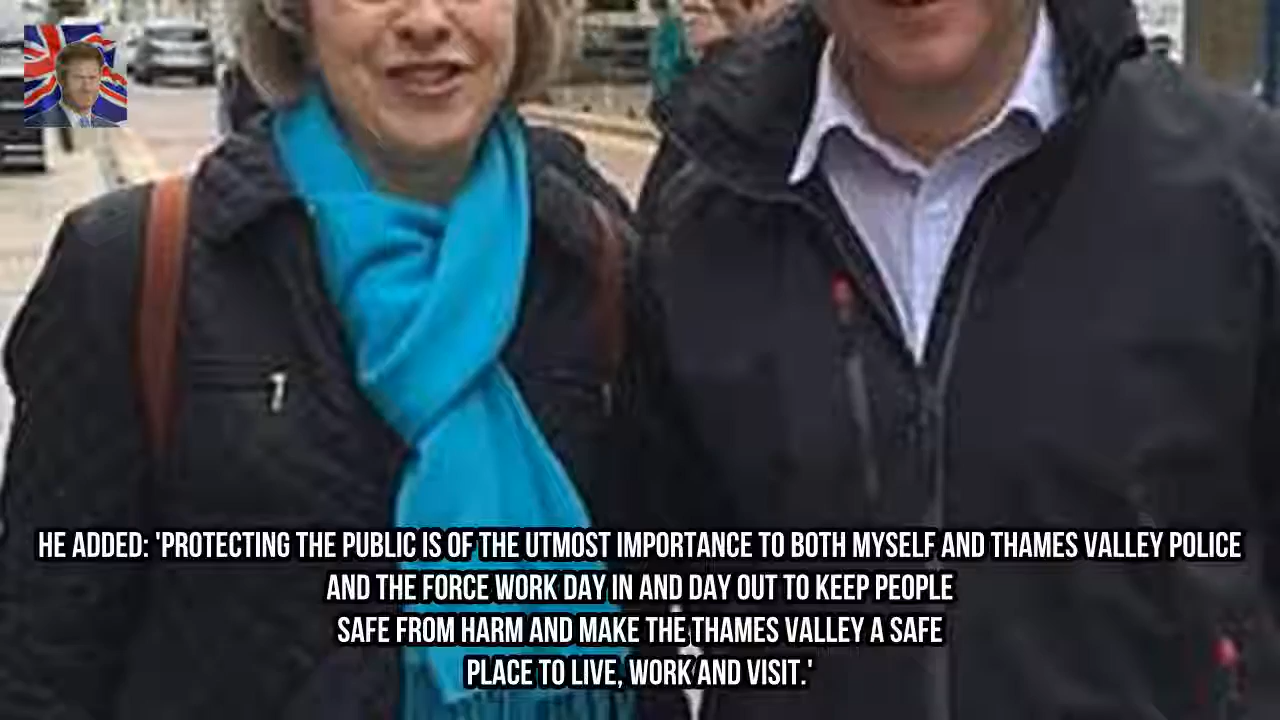 HE ADDED: 'PROTECTING THE PUBLIC IS OF THE UTMOST IMPORTANCE TO BOTH MYSELF AND THAMES VALLEY POLICE
AND THE FORCE WORK DAY IN AND DAY OUT TO KEEP PEOPLE
SAFE FROM HARM AND MAKE THE THAMES VALLEY A SAFE
PLACE TO LIVE, WORK AND VISIT.'